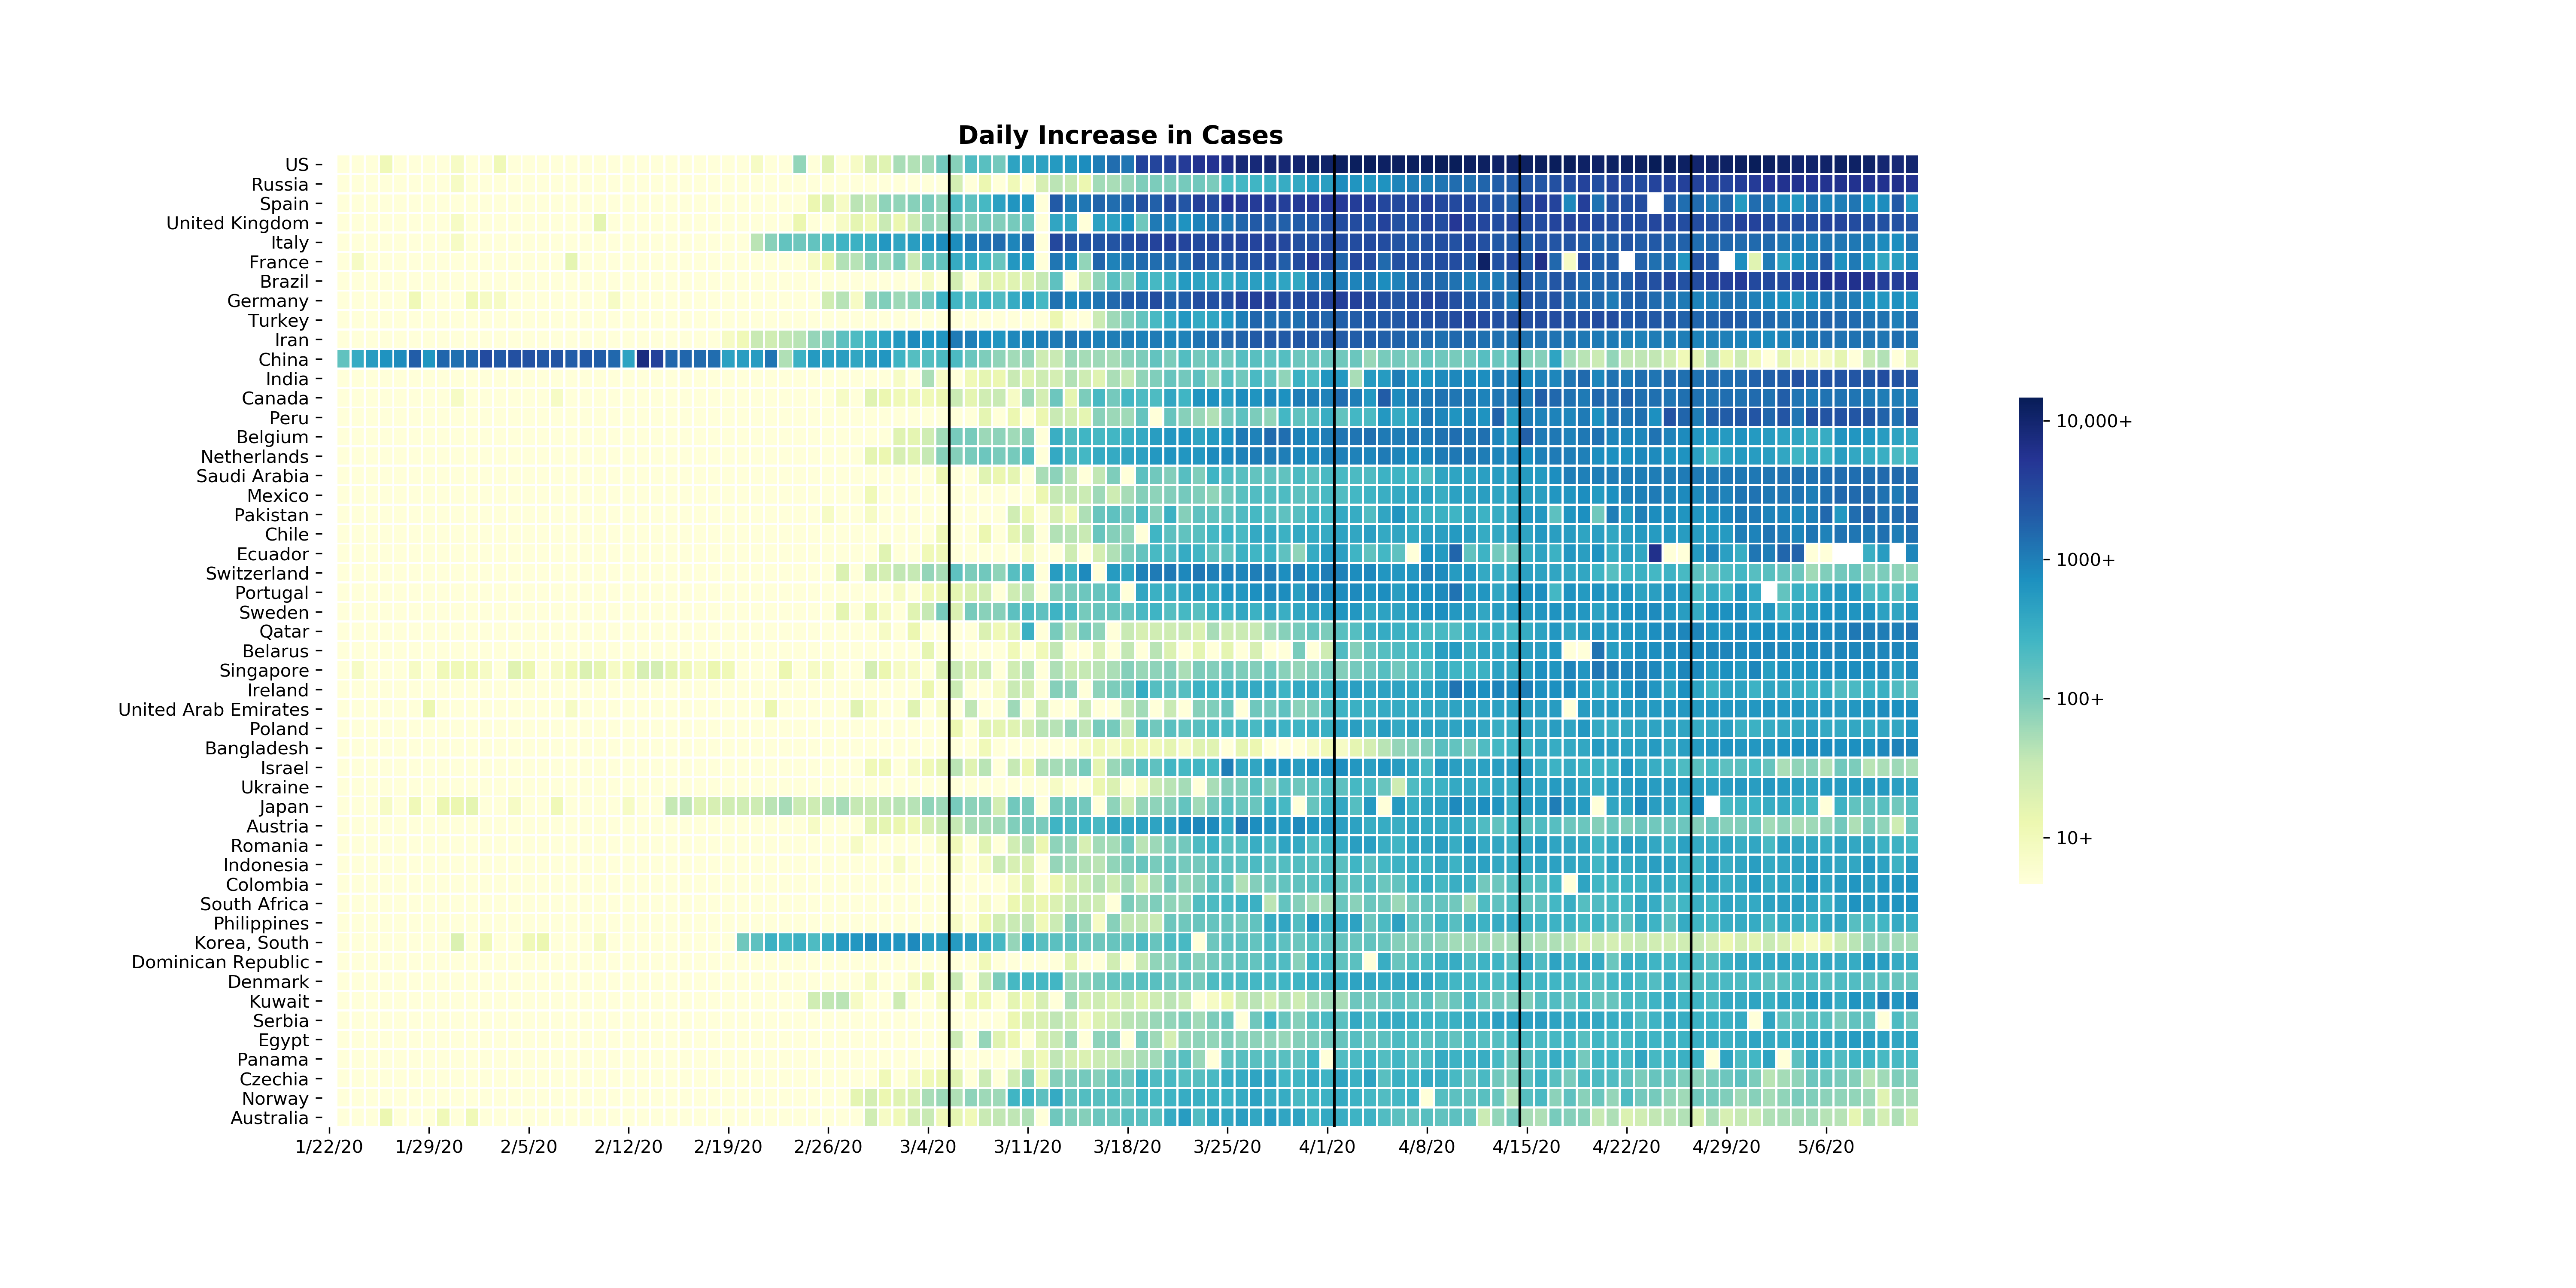 Daily Increase in Cases
US
Russia
Spain
United Kingdom
Italy
France
Brazil
Germany
Turkey
Iran
China
India
Canada
Peru
Belgium
Netherlands
Saudi Arabia
Mexico
Pakistan
Chile
Ecuador
Switzerland
Portugal
Sweden
Qatar
Belarus
Singapore
Ireland
United Arab Emirates
Poland
Bangladesh
Israel
Ukraine
Japan
Austria
Romania
Indonesia
Colombia
South Africa
Philippines
Korea, South
Dominican Republic
Denmark
Kuwait
Serbia
Egypt
Panama
Czechia
Norway
Australia
1/22/20 1/29/20 2/5/20 2/12/20 2/19/20 2/26/20 3/4/20 3/11/20 3/18/20 3/25/20 4/1/20 4/8/20 4/15/20 4/22/20 4/29/20 5/6/20
10,000+
1000+
100+
10+